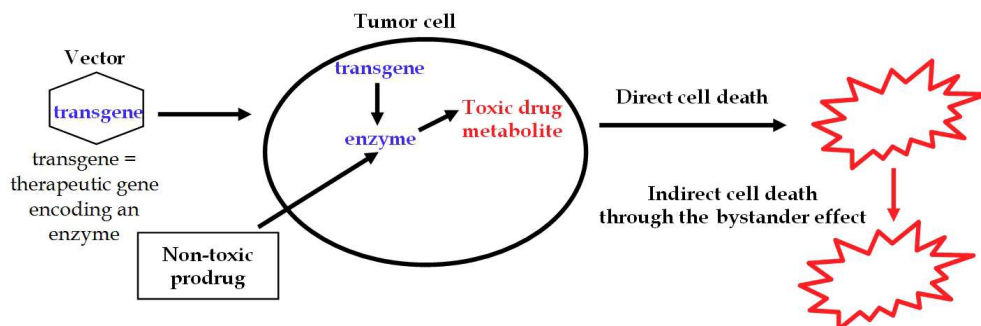 Tumor cell
Vector
transgene
transgene =
therapeutic gene
encoding an
enzyme
transgene
enzyme
Toxic drug
metabolite
Non-toxic
prodrug
Direct cell death
Indirect cell death
through the bystander effect